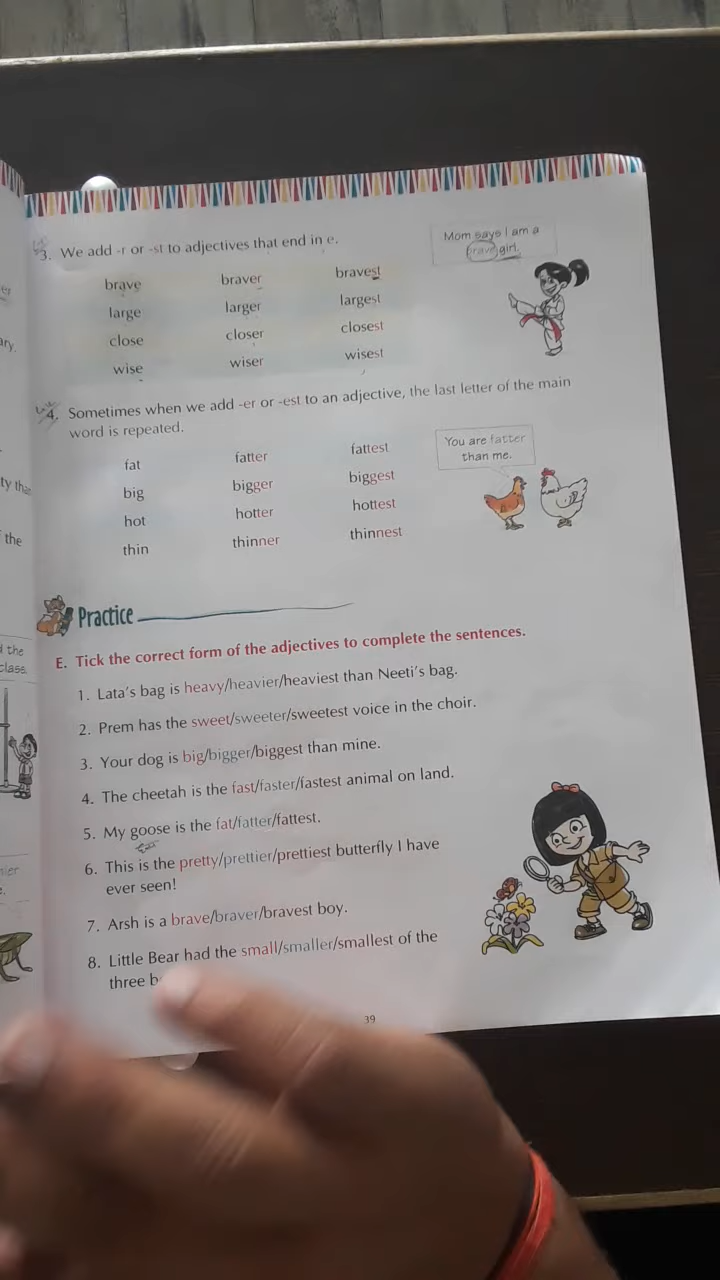 3. We add -r or -st to adjectives that end in e.
brave braver bravest
large larger largest
close closer closest
wise wiser wisest
Mom says I am a
brave girl.
4. Sometimes when we add -er or -est to an adjective, the last letter of the main
word is repeated.
fat fatter fattest
big bigger biggest
hot hotter hottest
thin thinner thinnest
You are fatter
than me.
Practice
E. Tick the correct form of the adjectives to complete the sentences.
1. Lata's bag is heavy/heavier/heaviest than Neeti's bag.
2. Prem has the sweet/sweeter/sweetest voice in the choir.
3. Your dog is big/bigger/biggest than mine.
4. The cheetah is the fast/faster/fastest animal on land.
5. My goose is the fat/fatter/fattest.
6. This is the pretty/prettier/prettiest butterfly I have
ever seen!
7. Arsh is a brave/braver/bravest boy.
8. Little Bear had the small/smaller/smallest of the
three
39
ary.
the
the
class.